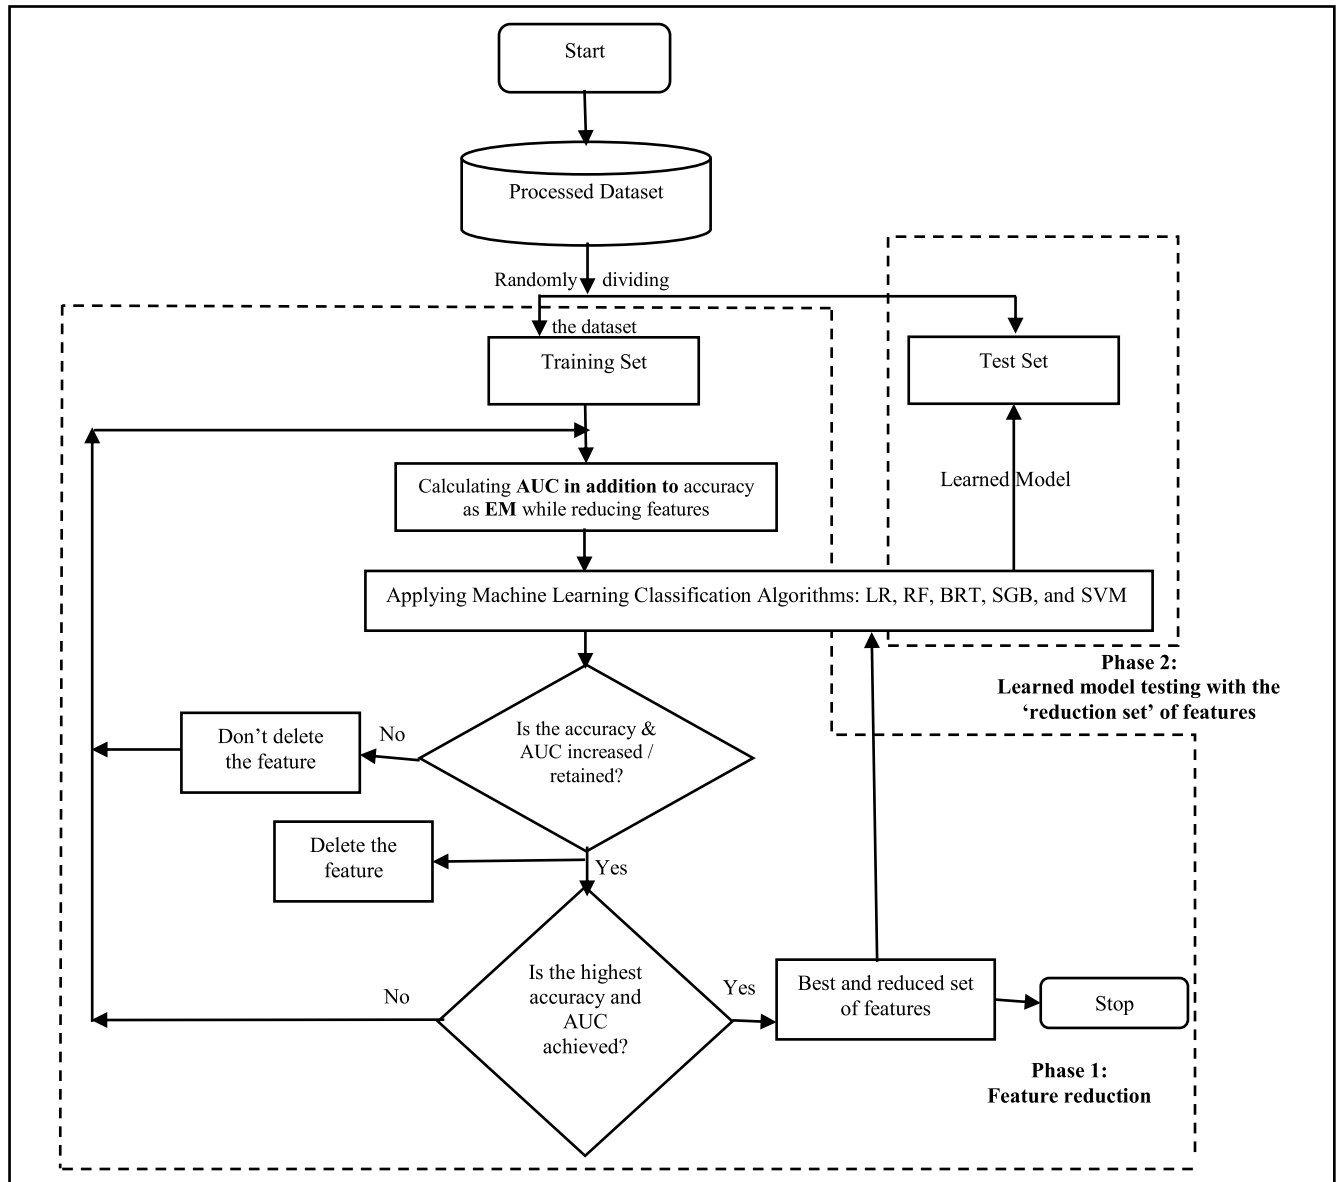 Start
Processed Dataset
Randomly dividing
the dataset
Training Set
Test Set
Calculating AUC in addition to accuracy
as EM while reducing features
Learned Model
Applying Machine Learning Classification Algorithms: LR, RF, BRT, SGB, and SVM
Phase 2:
Learned model testing with the
‘reduction set’ of features
Is the accuracy &
AUC increased /
retained?
No
Don’t delete
the feature
Delete the
feature
Yes
Is the highest
accuracy and
AUC
achieved?
No
Yes
Best and reduced set
of features
Stop
Phase 1:
Feature reduction